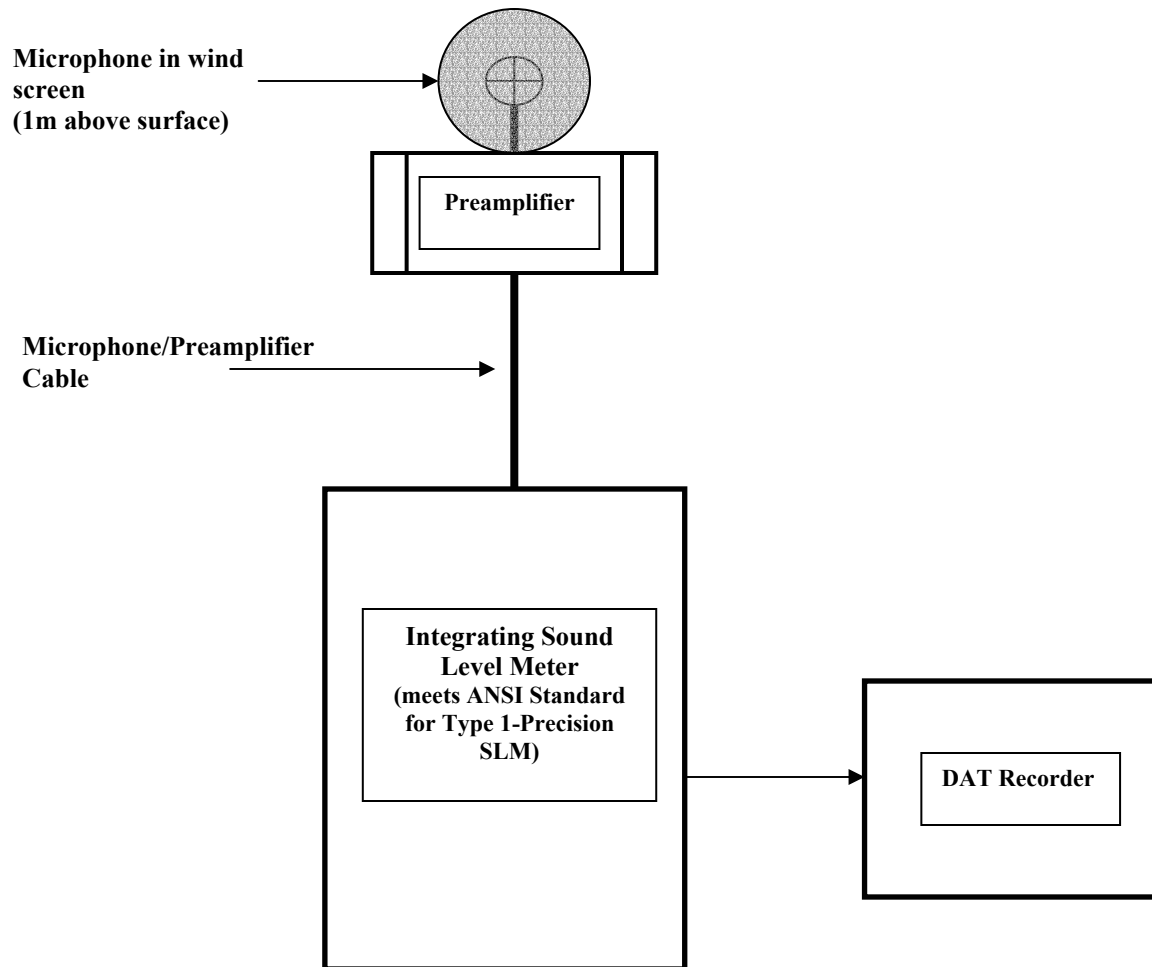 Microphone in wind
screen
(1m above surface)
Preamplifier
Microphone/Preamplifier
Cable
Integrating Sound
Level Meter
(meets ANSI Standard
for Type 1-Precision
SLM)
DAT Recorder